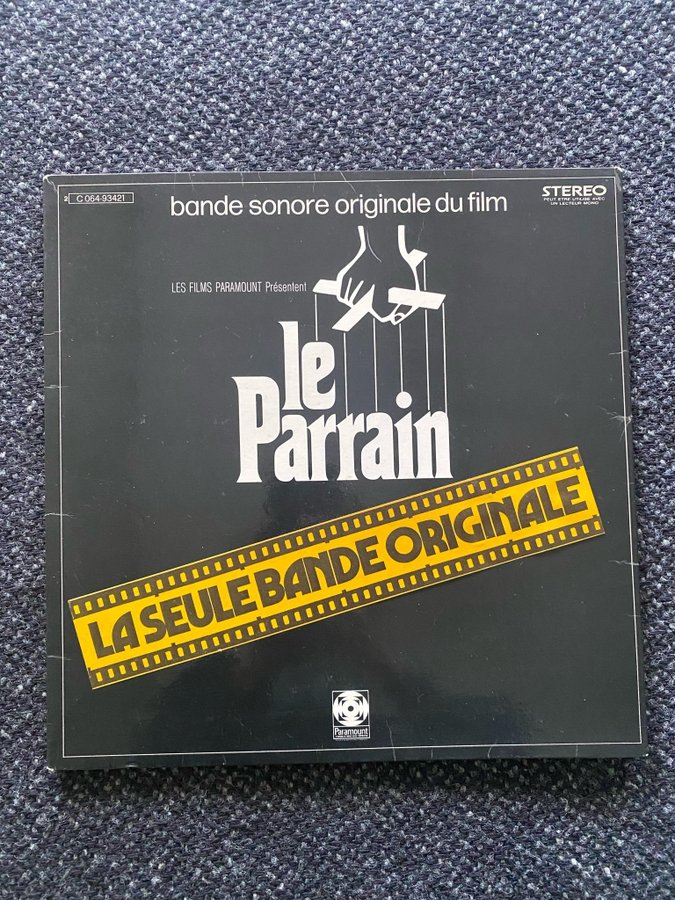 2 C 064-93421
bande sonore originale du film
STEREO
PEUT ETRE UTILISE AVEC
UN LECTEUR MONO
LES FILMS PARAMOUNT Présentent
le
Parrain
LA SEULE BANDE ORIGINALE
Paramount